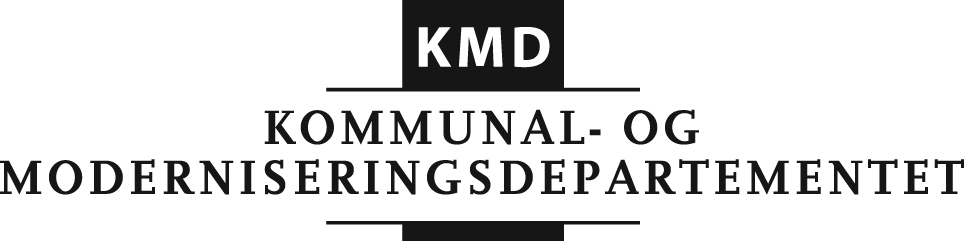 KMD
KOMMUNAL- OG
MODERNISERINGSDEPARTEMENTET